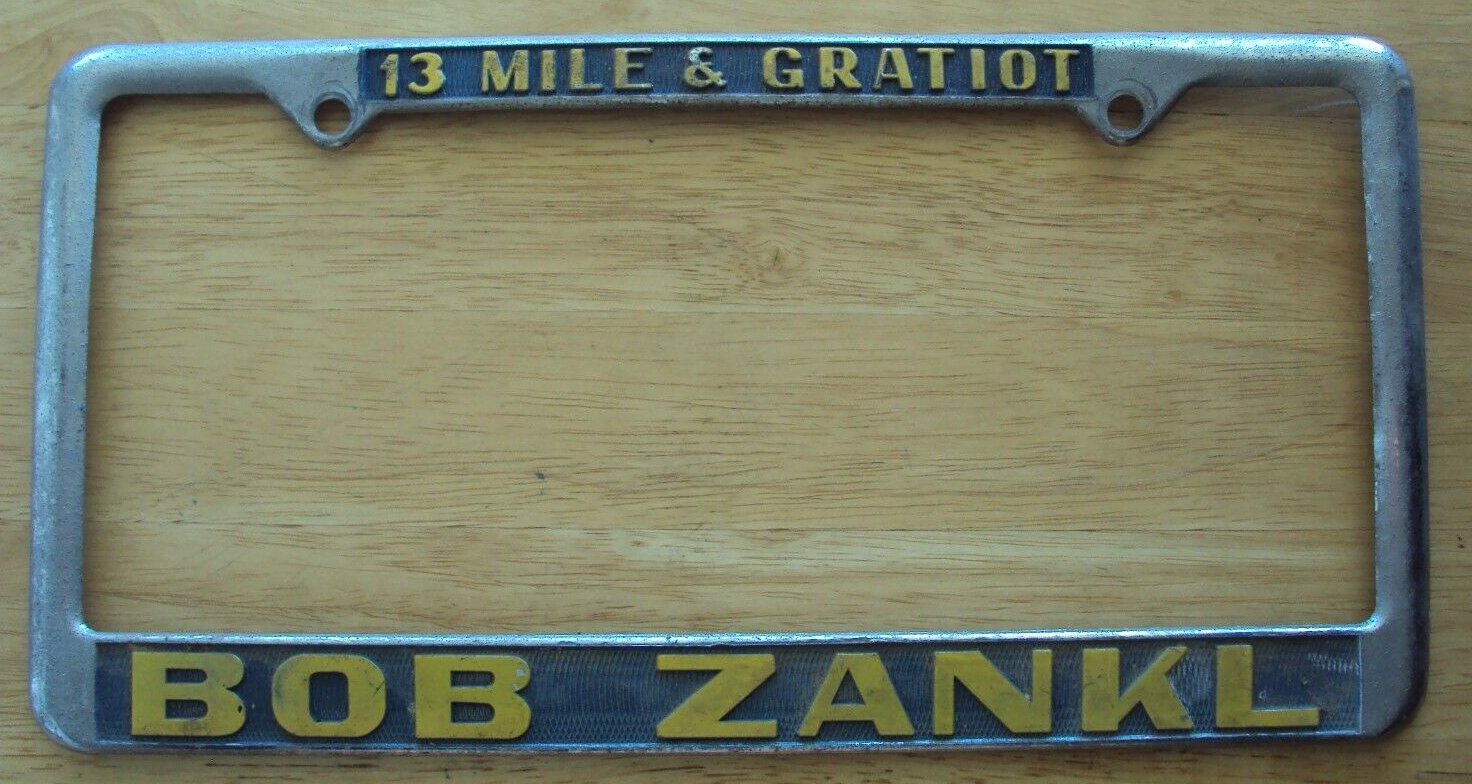 13 MILE & GRATIOT
BOB ZANKL